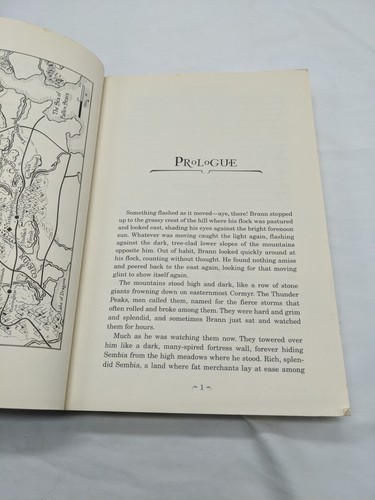 PROLOGUE
Something flashed as it moved—aye, there! Brann stopped
up to the grassy crest of the hill where his flock was pastured
and looked east, shading his eyes against the bright forenoon
sun. Whatever was moving caught the light again, flashing
against the dark, tree-clad lower slopes of the mountains
opposite him. Out of habit, Brann looked quickly around at
his flock, counting without thought. He found nothing amiss
and peered back to the east again, looking for that moving
glint to show itself again.
The mountains stood high and dark, like a row of stone
giants frowning down on easternmost Cormyr. The Thunder
Peaks, men called them, named for the fierce storms that
often rolled and broke among them. They were hard and grim
and splendid, and sometimes Brann just sat and watched
them for hours.
Much as he was watching them now. They towered over
him like a dark, many-spired fortress wall, forever hiding
Sembia from the high meadows where he stood. Rich, splen-
did Sembia, a land where fat merchants lay at ease among
1